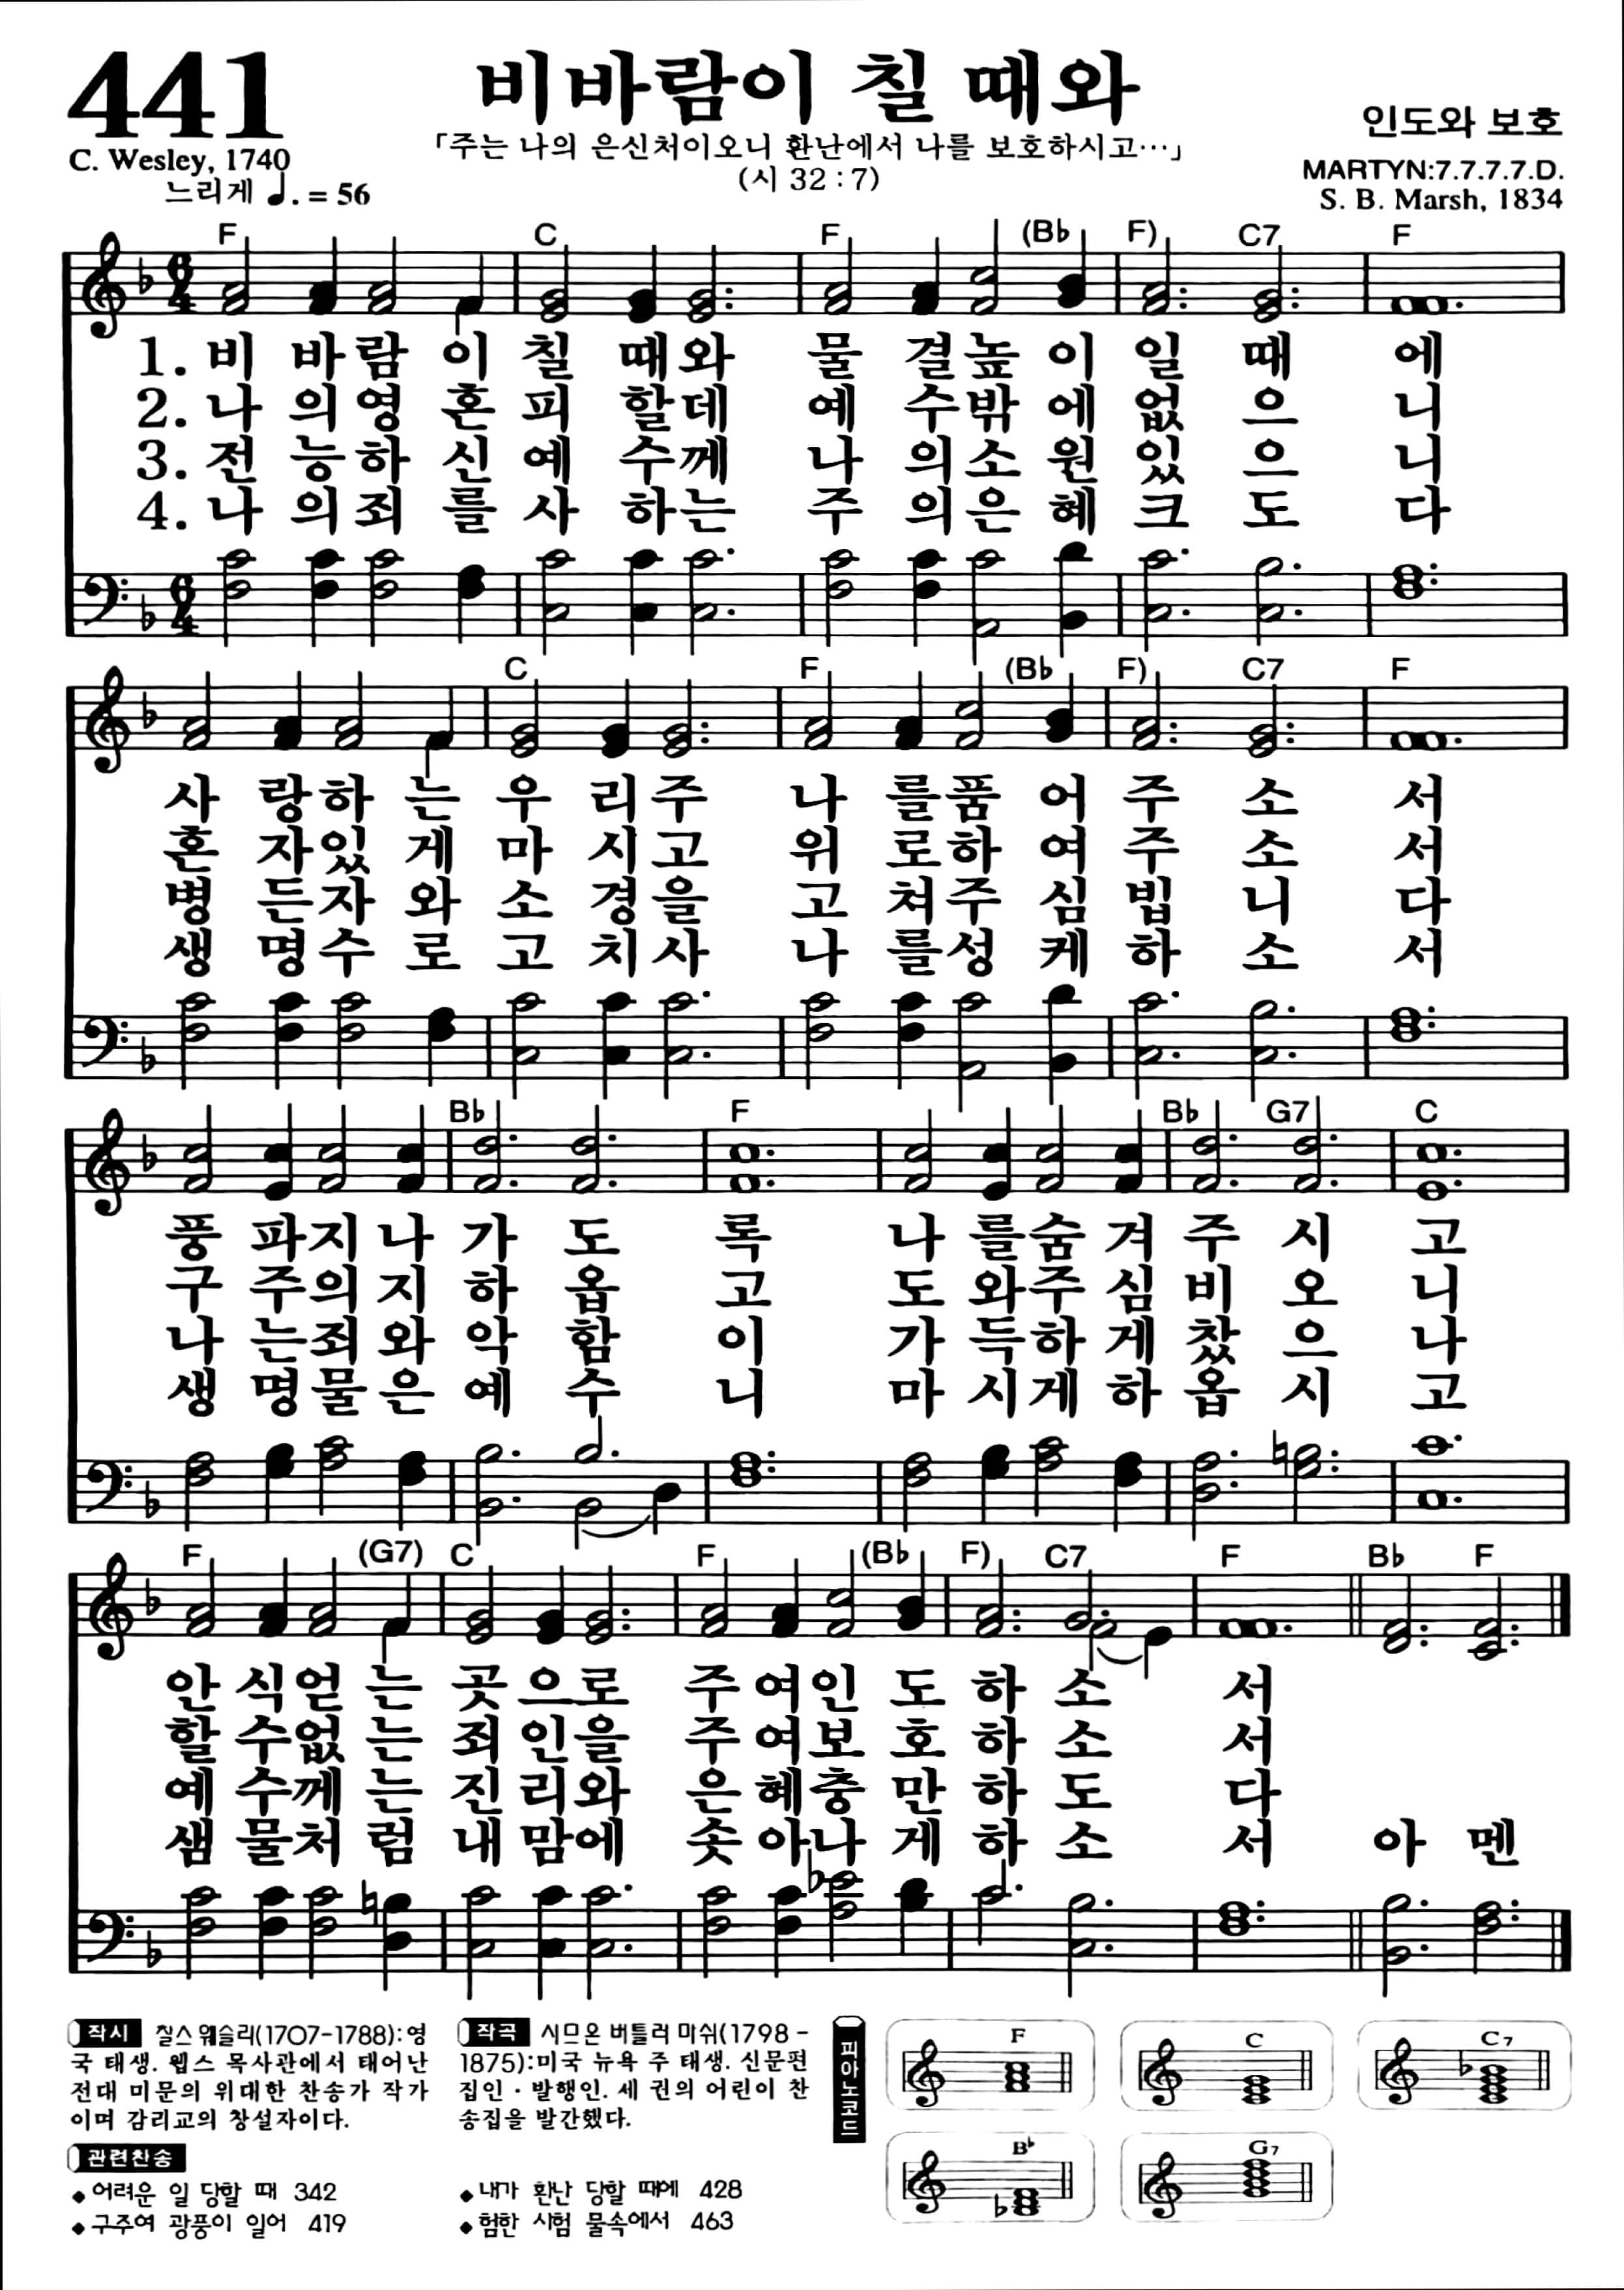 441
비바람이 칠 때와
「주는 나의 은신처이오니 환난에서 나를 보호하시고…」
(시 32 : 7)
인도와 보호
C. Wesley, 1740
느리게 ♩. = 56
MARTYN:7.7.7.7.D.
S. B. Marsh, 1834
F C F (B♭ F) C7 F
1. 비 바람 이 칠 때와 물 결높 이 일 때 에
2. 나 의영 혼 피 할데 예 수밖 에 없 으 니
3. 전 능하 신 예 수께 나 의소 원 있 으 니
4. 나 의죄 를 사 하는 주 의은 혜 크 도 다
C F (B♭ F) C7 F
사 랑하 는 우 리주 나 를품 어 주 소 서
혼 자있 게 마 시고 위 로하 여 주 소 서
병 든자 와 소 경을 고 쳐주 심 빕 니 다
생 명수 로 고 치사 나 를성 케 하 소 서
B♭ F B♭ G7 C
풍 파지 나 가 도 록 나 를숨 겨 주 시 고
구 주의 지 하 옵 고 도 와주 심 비 오 니
나 는죄 와 악 함 이 가 득하 게 찼 으 나
생 명물 은 예 수 니 마 시게 하 옵 시 고
F (G7) C F (B♭ F) C7 F B♭ F
안 식얻 는 곳 으로 주 여인 도 하 소 서
할 수없 는 죄 인을 주 여보 호 하 소 서
예 수께 는 진 리와 은 혜충 만 하 도 다
샘 물처 럼 내 맘에 솟 아나 게 하 소 서 아 멘
작시 찰스 웨슬리(1707-1788):영
국 태생. 웹스 목사관에서 태어난
전대 미문의 위대한 찬송가 작가
이며 감리교의 창설자이다.
작곡 시므온 버틀러 마쉬(1798-
1875):미국 뉴욕 주 태생. 신문편
집인·발행인. 세 권의 어린이 찬
송집을 발간했다.
관련찬송
◆어려운 일 당할 때 342
◆구주여 광풍이 일어 419
◆내가 환난 당할 때에 428
◆험한 시험 물속에서 463
피아노코드
F C C7
B♭ G7